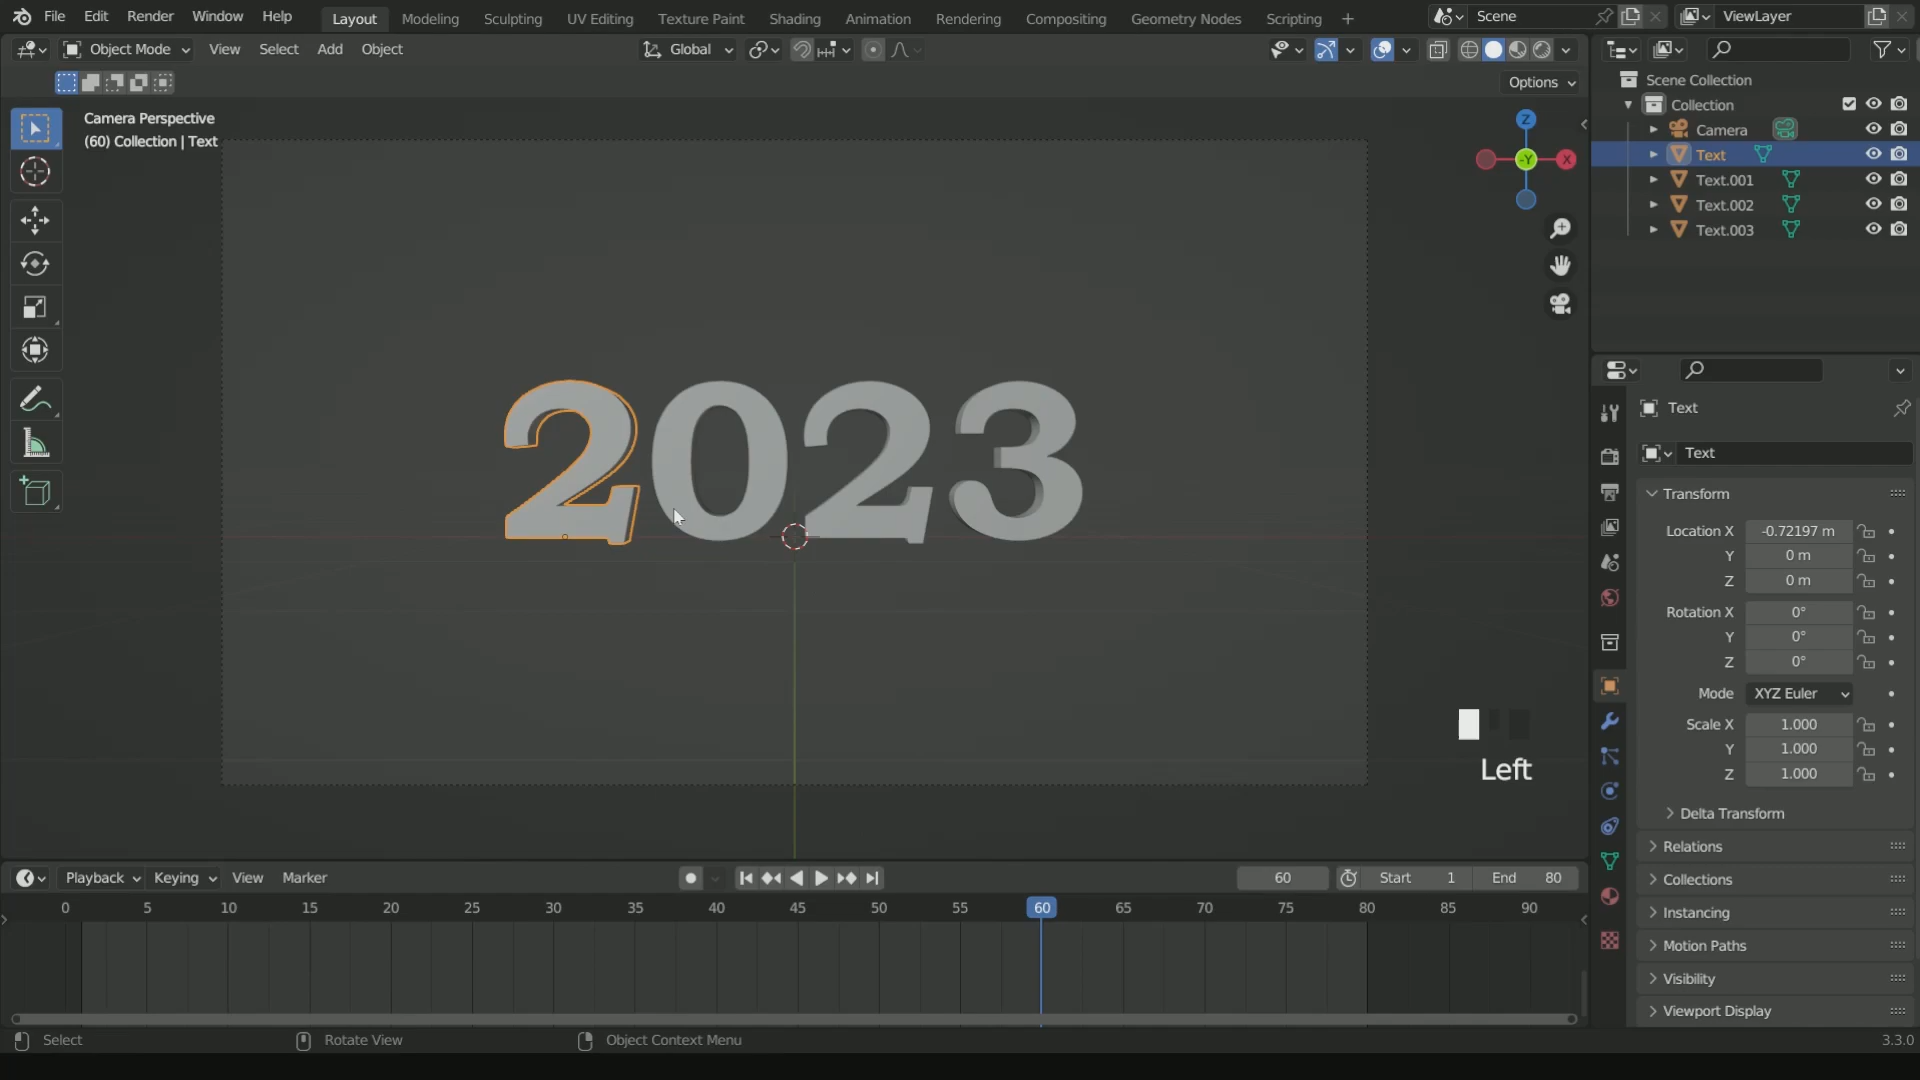 File Edit Render Window Help Layout Modeling Sculpting UV Editing Texture Paint Shading Animation Rendering Compositing Geometry Nodes Scripting Scene ViewLayer
Object Mode View Select Add Object Global
Options
Camera Perspective
(60) Collection | Text
Z
-Y
X
2023
Left
Scene Collection
Collection
Camera
Text
Text.001
Text.002
Text.003
Text
Text
Transform
Location X -0.72197 m
Y 0 m
Z 0 m
Rotation X 0°
Y 0°
Z 0°
Mode XYZ Euler
Scale X 1.000
Y 1.000
Z 1.000
Delta Transform
Relations
Collections
Instancing
Motion Paths
Visibility
Viewport Display
Playback Keying View Marker 60 Start 1 End 80
0 5 10 15 20 25 30 35 40 45 50 55 60 65 70 75 80 85 90
Select Rotate View Object Context Menu 3.3.0